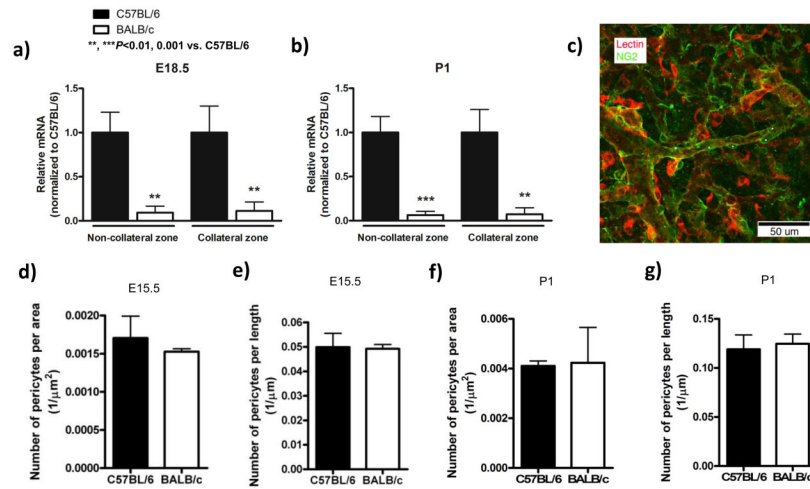 C57BL/6
BALB/c
**, ***P<0.01, 0.001 vs. C57BL/6
a)
E18.5
Relative mRNA
(normalized to C57BL/6)
1.5
1.0
0.5
0.0
**
**
Non-collateral zone
Collateral zone
b)
P1
Relative mRNA
(normalized to C57BL/6)
1.5
1.0
0.5
0.0
***
**
Non-collateral zone
Collateral zone
c)
Lectin
NG2
50 um
d)
E15.5
Number of pericytes per area
(1/µm²)
0.0020
0.0015
0.0010
0.0005
0.0000
C57BL/6
BALB/c
e)
E15.5
Number of pericytes per length
(1/µm)
0.06
0.05
0.04
0.03
0.02
0.01
0.00
C57BL/6
BALB/c
f)
P1
Number of pericytes per area
(1/µm²)
0.006
0.004
0.002
0.000
C57BL/6
BALB/c
g)
P1
Number of pericytes per length
(1/µm)
0.15
0.10
0.05
0.00
C57BL/6
BALB/c